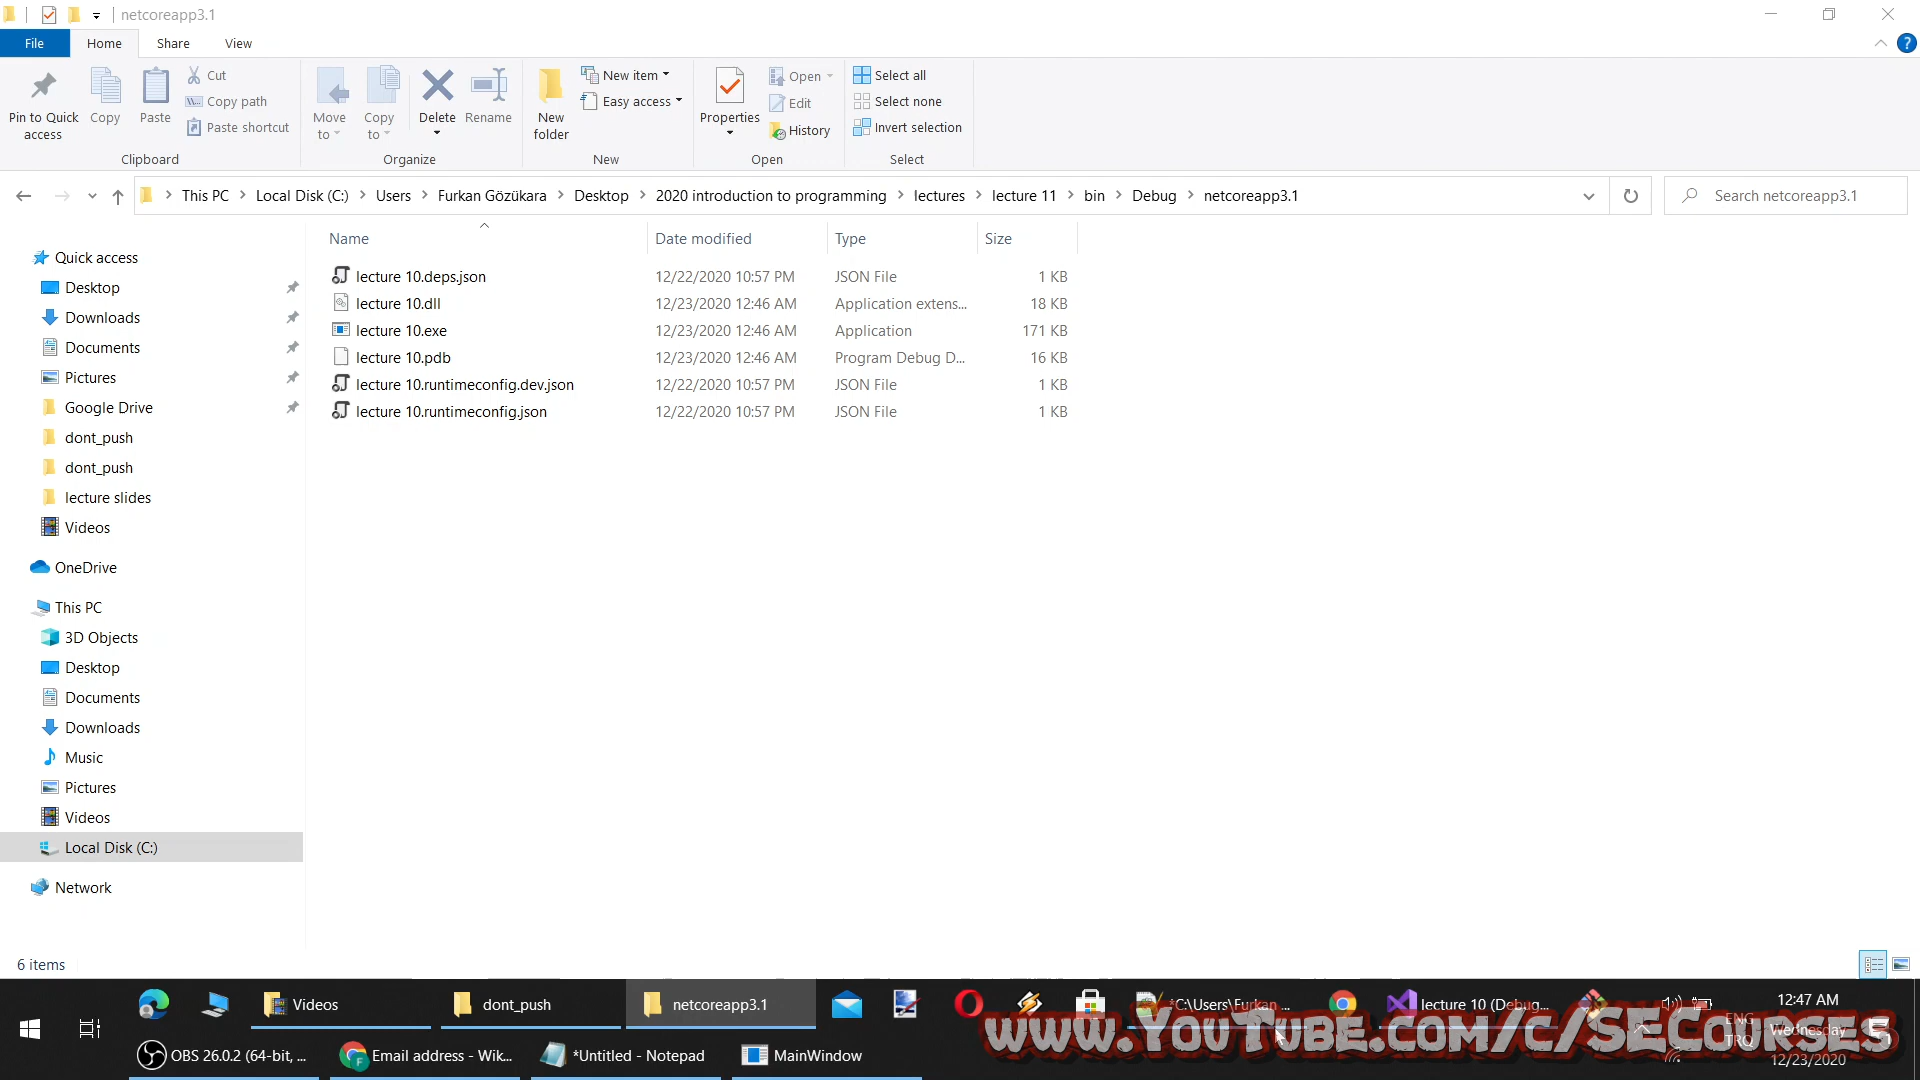 netcoreapp3.1
File Home Share View
Pin to Quick access
Copy
Paste
Cut
Copy path
Paste shortcut
Clipboard
Move to
Copy to
Delete
Rename
Organize
New folder
New item
Easy access
New
Properties
Open
Edit
History
Open
Select all
Select none
Invert selection
Select
This PC Local Disk (C:) Users Furkan Gözükara Desktop 2020 introduction to programming lectures lecture 11 bin Debug netcoreapp3.1
Search netcoreapp3.1
Name Date modified Type Size
lecture 10.deps.json 12/22/2020 10:57 PM JSON File 1 KB
lecture 10.dll 12/23/2020 12:46 AM Application extens... 18 KB
lecture 10.exe 12/23/2020 12:46 AM Application 171 KB
lecture 10.pdb 12/23/2020 12:46 AM Program Debug D... 16 KB
lecture 10.runtimeconfig.dev.json 12/22/2020 10:57 PM JSON File 1 KB
lecture 10.runtimeconfig.json 12/22/2020 10:57 PM JSON File 1 KB
Quick access
Desktop
Downloads
Documents
Pictures
Google Drive
dont_push
dont_push
lecture slides
Videos
OneDrive
This PC
3D Objects
Desktop
Documents
Downloads
Music
Pictures
Videos
Local Disk (C:)
Network
6 items
Videos
dont_push
netcoreapp3.1
*C:\Users\Furkan ...
lecture 10 (Debug...
OBS 26.0.2 (64-bit, ...
Email address - Wik...
*Untitled - Notepad
MainWindow
ENG
TRQ
12:47 AM
Wednesday
12/23/2020
www.YouTube.com/c/SECourses